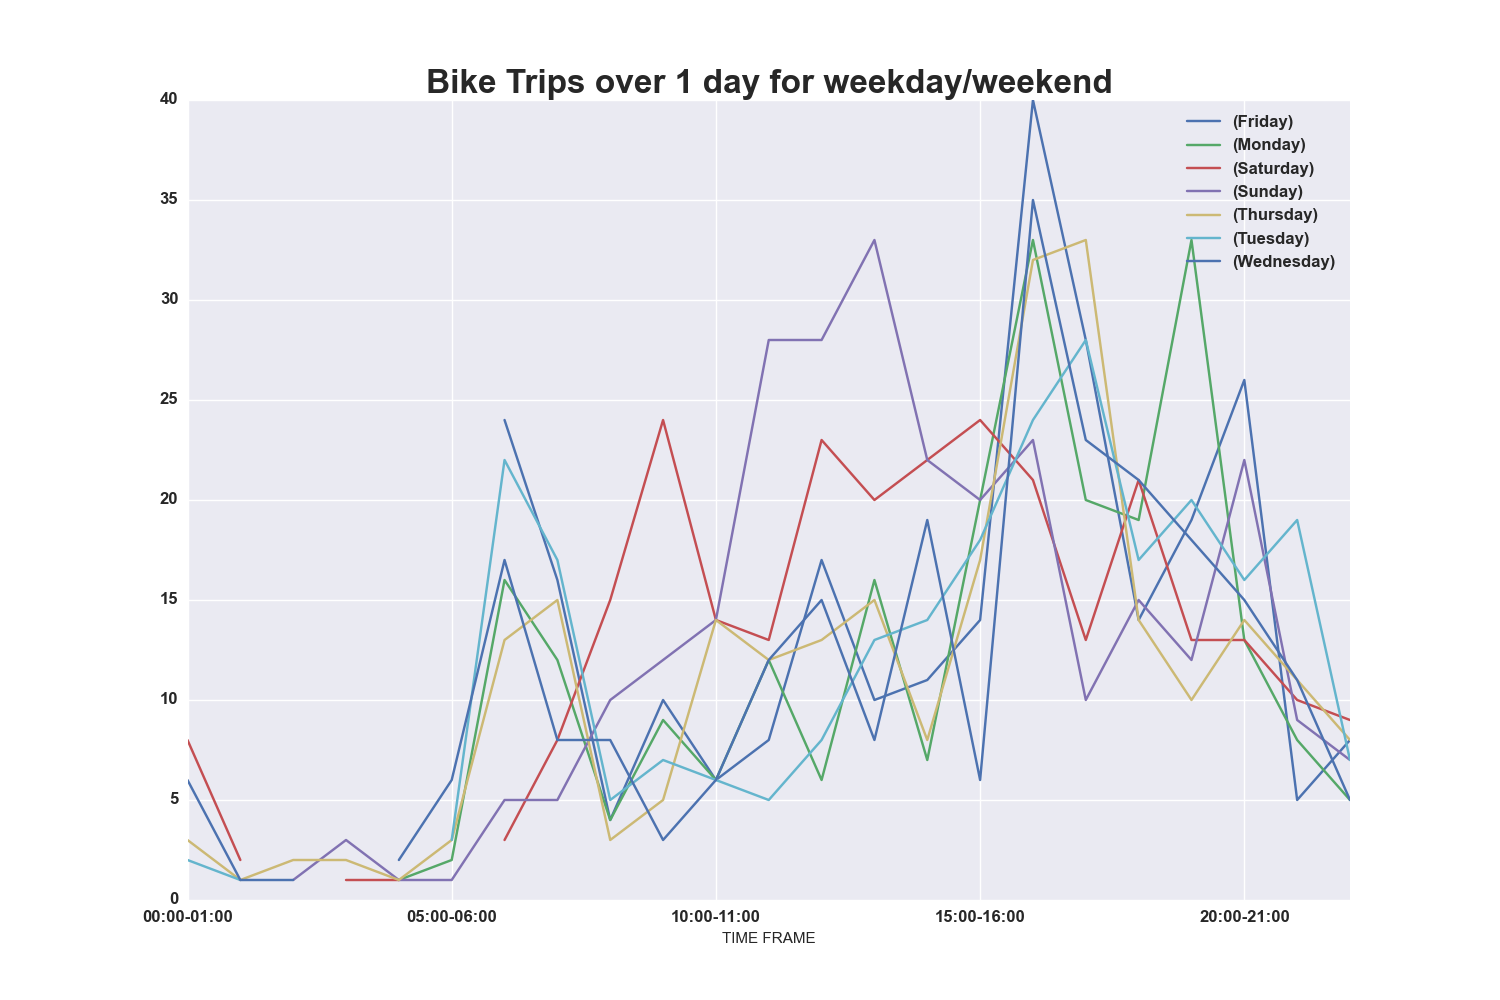 Bike Trips over 1 day for weekday/weekend
40
35
30
25
20
15
10
5
0
(Friday)
(Monday)
(Saturday)
(Sunday)
(Thursday)
(Tuesday)
(Wednesday)
00:00-01:00 05:00-06:00 10:00-11:00 15:00-16:00 20:00-21:00
TIME FRAME